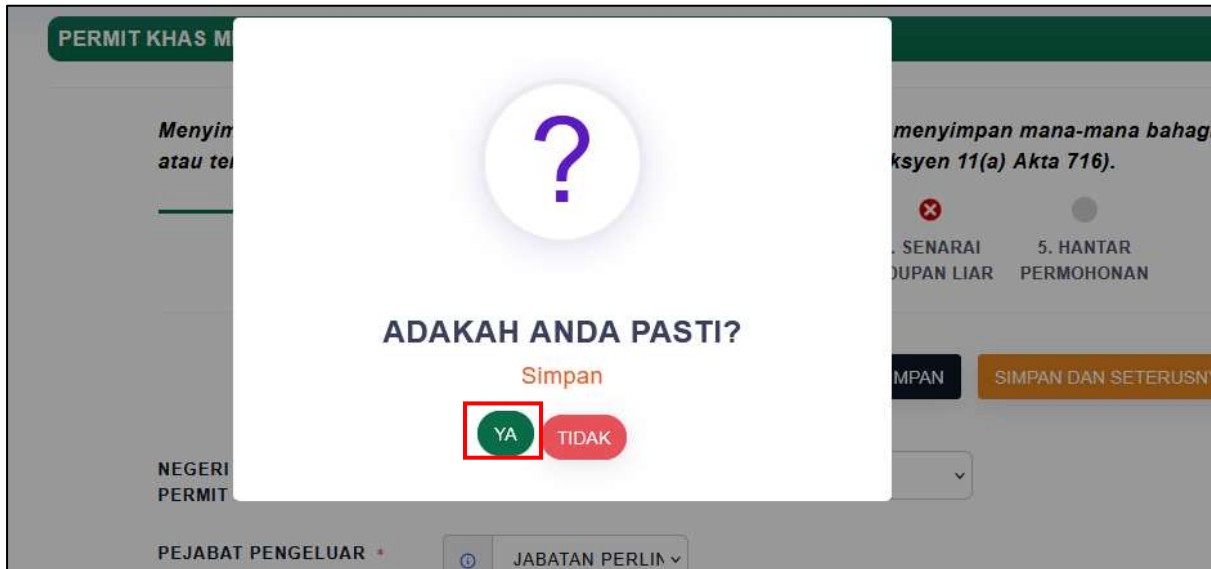 PERMIT KHAS
Menyim menyimpan mana-mana bahag
atau ter ksyen 11(a) Akta 716).
?
. SENARAI 5. HANTAR
DUPAN LIAR PERMOHONAN
ADAKAH ANDA PASTI?
Simpan
MPAN SIMPAN DAN SETERUSN
YA TIDAK
NEGERI
PERMIT
PEJABAT PENGELUAR * JABATAN PERLIN